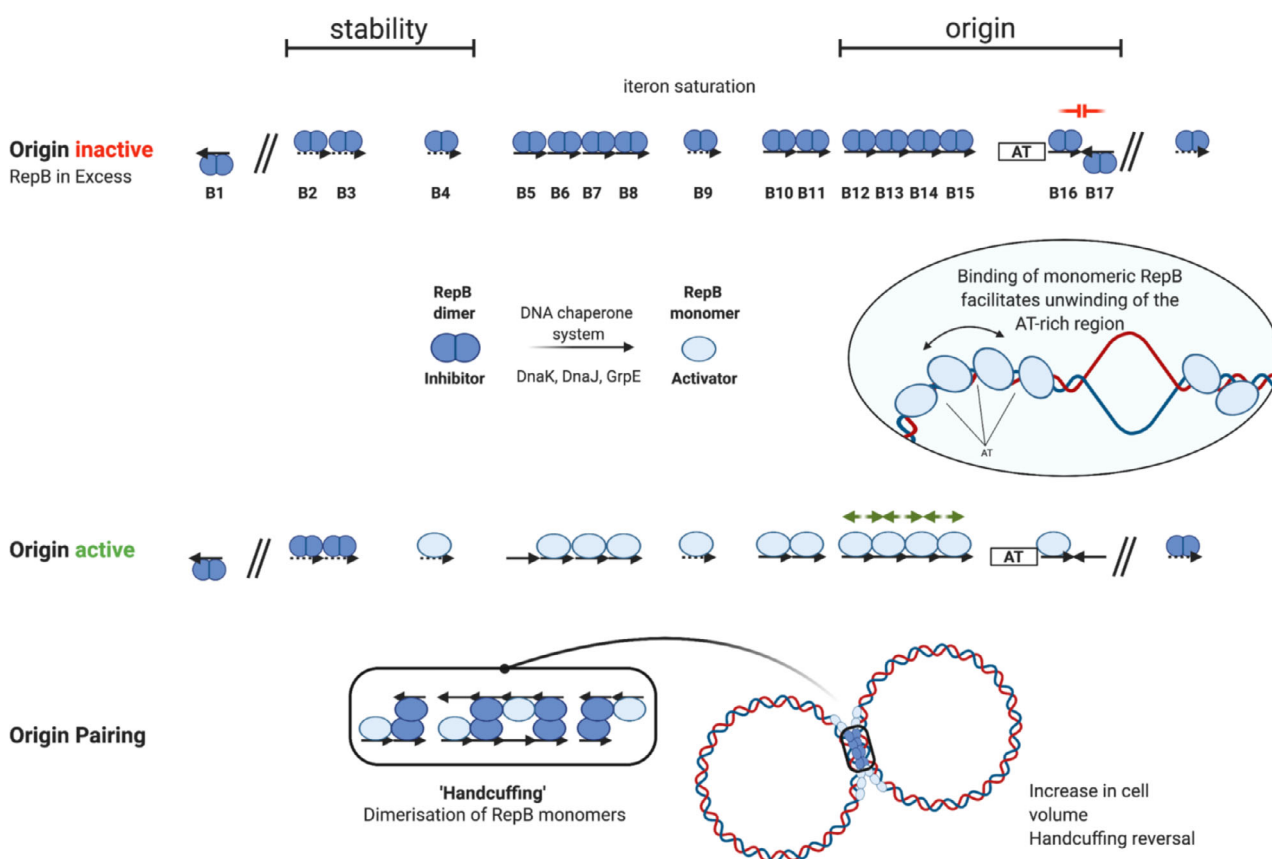 stability
origin
iteron saturation
Origin inactive
RepB in Excess
AT
B1
B2
B3
B4
B5
B6
B7
B8
B9
B10
B11
B12
B13
B14
B15
B16
B17
RepB
dimer
Inhibitor
DNA chaperone
system
DnaK, DnaJ, GrpE
RepB
monomer
Activator
Binding of monomeric RepB
facilitates unwinding of the
AT-rich region
AT
Origin active
AT
Origin Pairing
'Handcuffing'
Dimerisation of RepB monomers
Increase in cell
volume
Handcuffing reversal